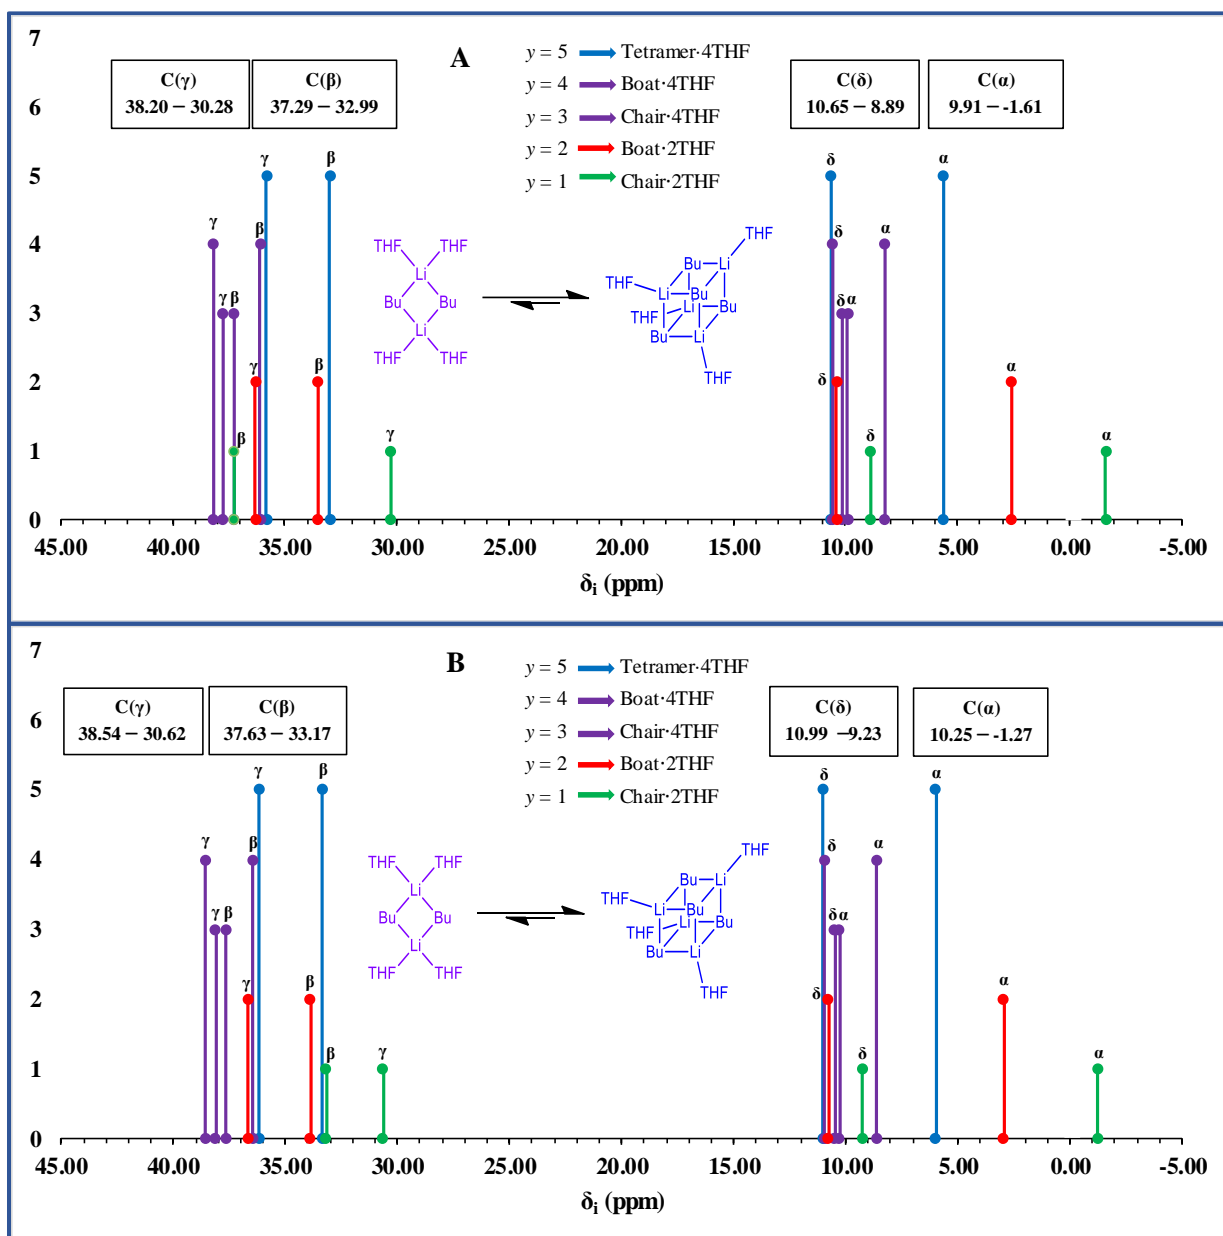 7
A
y = 5 Tetramer·4THF
C(γ)
38.20 – 30.28
C(β)
37.29 – 32.99
y = 4 Boat·4THF
C(δ)
10.65 – 8.89
C(α)
9.91 – -1.61
6
y = 3 Chair·4THF
y = 2 Boat·2THF
γ β δ α
5
y = 1 Chair·2THF
γ β δ α
4
THF THF
Li
Bu Bu
Li
THF THF
THF
Bu Li
THF Li Bu
THF Li Bu
Bu Li
THF
γ β δ α
3
γ β δ α
2
β γ δ α
1
0
45.00 40.00 35.00 30.00 25.00 20.00 15.00 10.00 5.00 0.00 -5.00
δi (ppm)
7
B
y = 5 Tetramer·4THF
C(γ)
38.54 – 30.62
C(β)
37.63 – 33.17
y = 4 Boat·4THF
C(δ)
10.99 –9.23
C(α)
10.25 – -1.27
6
y = 3 Chair·4THF
y = 2 Boat·2THF
γ β δ α
5
y = 1 Chair·2THF
γ β δ α
4
THF THF
Li
Bu Bu
Li
THF THF
THF
Bu Li
THF Li Bu
THF Li Bu
Bu Li
THF
γ β δ α
3
γ β δ α
2
β γ δ α
1
0
45.00 40.00 35.00 30.00 25.00 20.00 15.00 10.00 5.00 0.00 -5.00
δi (ppm)